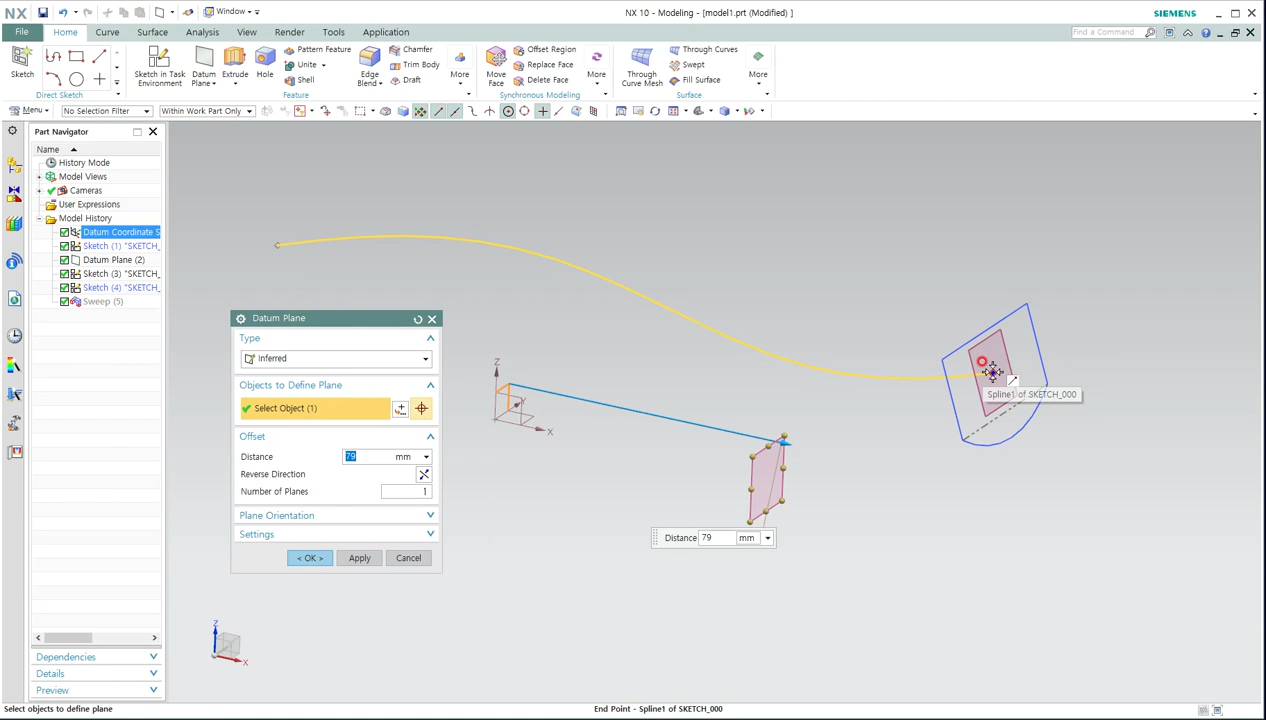 NX
Window
NX 10 - Modeling - [model1.prt (Modified) ]
SIEMENS
File
Home
Curve
Surface
Analysis
View
Render
Tools
Application
Find a Command
Sketch
Direct Sketch
Sketch in Task
Environment
Datum
Plane
Extrude
Hole
Pattern Feature
Unite
Shell
Edge
Blend
Chamfer
Trim Body
Draft
More
Feature
Move
Face
Offset Region
Replace Face
Delete Face
More
Synchronous Modeling
Through
Curve Mesh
Through Curves
Swept
Fill Surface
More
Surface
Menu
No Selection Filter
Within Work Part Only
Part Navigator
Name
History Mode
Model Views
Cameras
User Expressions
Model History
Datum Coordinate S
Sketch (1) "SKETCH_
Datum Plane (2)
Sketch (3) "SKETCH_
Sketch (4) "SKETCH_
Sweep (5)
Dependencies
Details
Preview
Datum Plane
Type
Inferred
Objects to Define Plane
Select Object (1)
Offset
Distance
79
mm
Reverse Direction
Number of Planes
1
Plane Orientation
Settings
< OK >
Apply
Cancel
Z
Y
X
Distance
79
mm
Spline1 of SKETCH_000
Z
X
Select objects to define plane
End Point - Spline1 of SKETCH_000